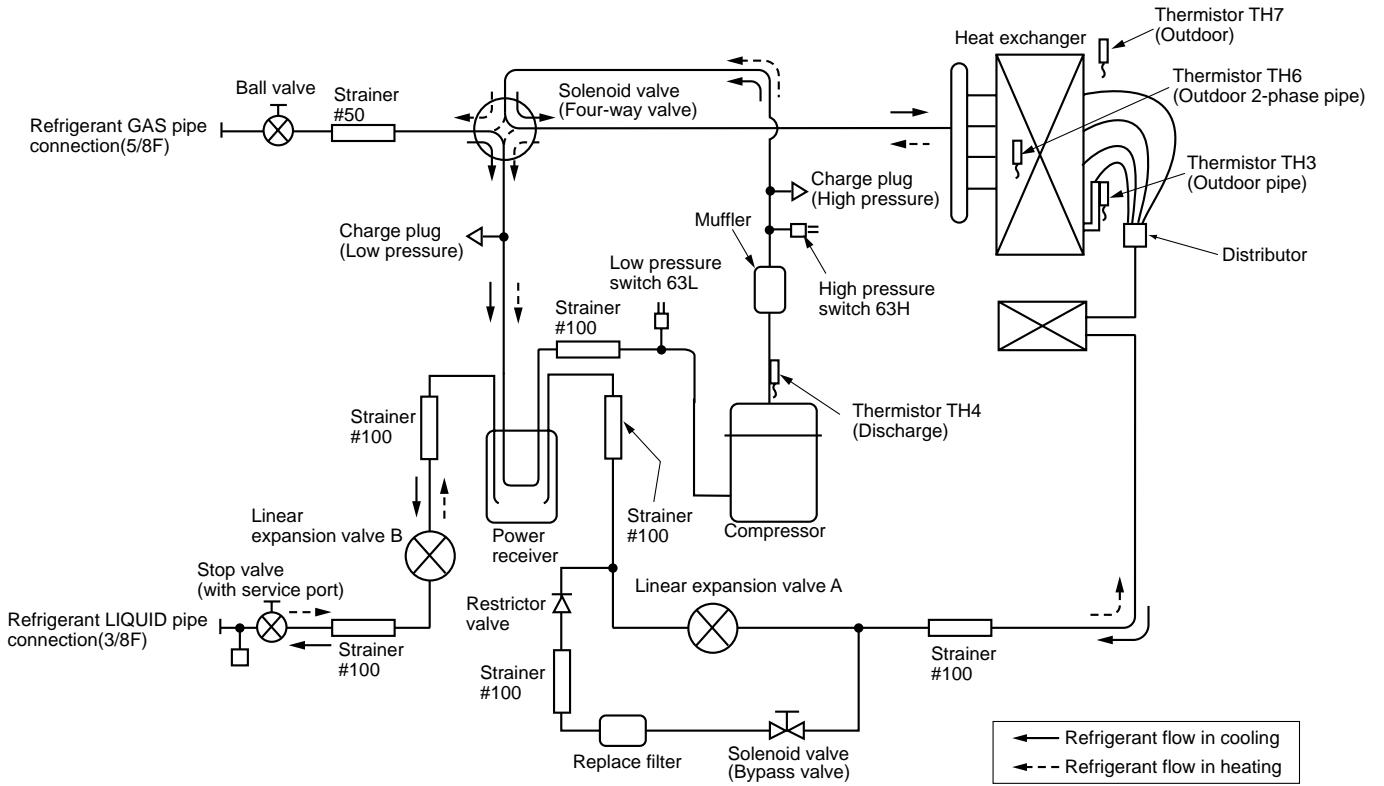 Thermistor TH7
(Outdoor)
Heat exchanger
Thermistor TH6
(Outdoor 2-phase pipe)
Ball valve
Strainer
#50
Solenoid valve
(Four-way valve)
Refrigerant GAS pipe
connection(5/8F)
Thermistor TH3
(Outdoor pipe)
Charge plug
(High pressure)
Muffler
Charge plug
(Low pressure)
Distributor
Low pressure
switch 63L
High pressure
switch 63H
Strainer
#100
Strainer
#100
Thermistor TH4
(Discharge)
Linear
expansion valve B
Power
receiver
Strainer
#100
Compressor
Stop valve
(with service port)
Linear expansion valve A
Restrictor
valve
Refrigerant LIQUID pipe
connection(3/8F)
Strainer
#100
Strainer
#100
Strainer
#100
Replace filter
Solenoid valve
(Bypass valve)
Refrigerant flow in cooling
Refrigerant flow in heating